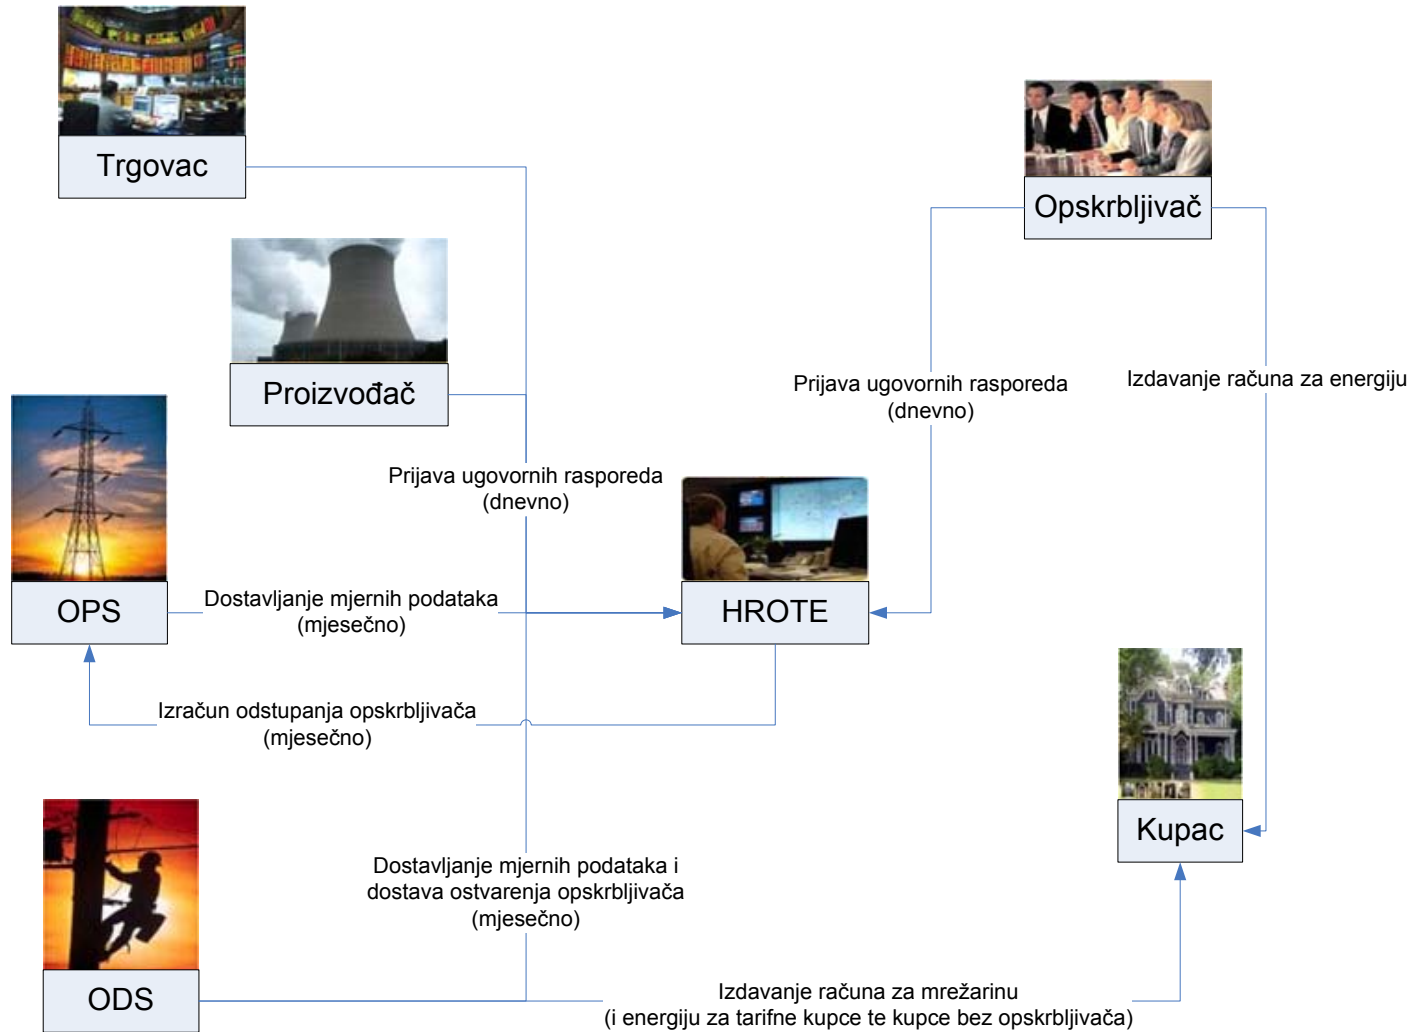 Trgovac
Opskrbljivač
Proizvođač
Prijava ugovornih rasporeda
(dnevno)
Izdavanje računa za energiju
Prijava ugovornih rasporeda
(dnevno)
OPS
Dostavljanje mjernih podataka
(mjesečno)
HROTE
Izračun odstupanja opskrbljivača
(mjesečno)
Kupac
Dostavljanje mjernih podataka i
dostava ostvarenja opskrbljivača
(mjesečno)
ODS
Izdavanje računa za mrežarinu
(i energiju za tarifne kupce te kupce bez opskrbljivača)